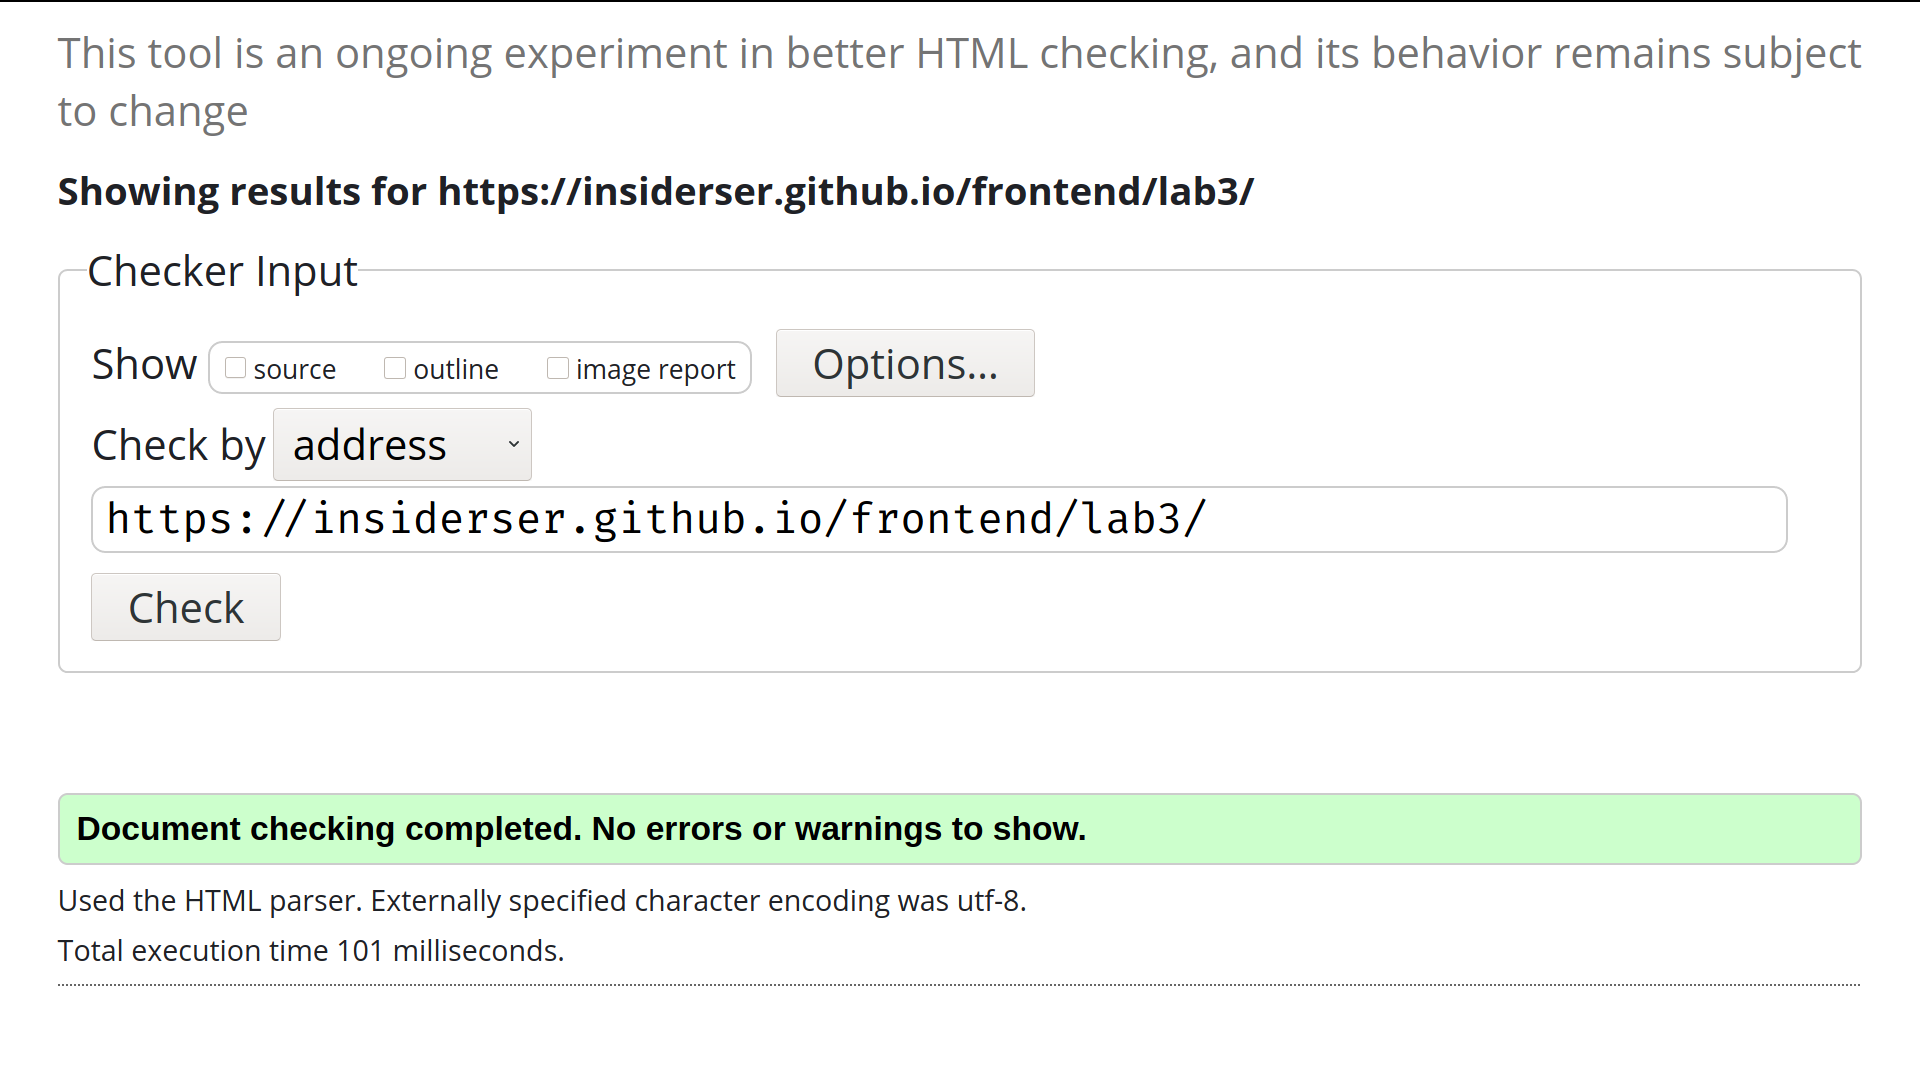 This tool is an ongoing experiment in better HTML checking, and its behavior remains subject
to change
Showing results for https://insiderser.github.io/frontend/lab3/
Checker Input
Show source outline image report Options...
Check by address
https://insiderser.github.io/frontend/lab3/
Check
Document checking completed. No errors or warnings to show.
Used the HTML parser. Externally specified character encoding was utf-8.
Total execution time 101 milliseconds.